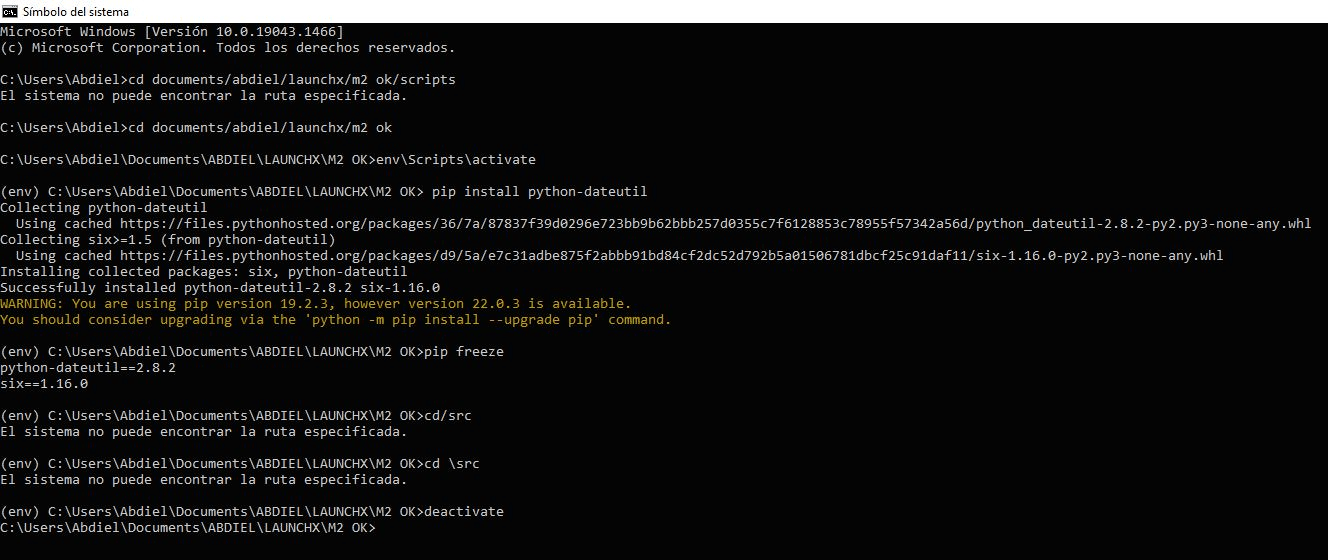 Símbolo del sistema
Microsoft Windows [Versión 10.0.19043.1466]
(c) Microsoft Corporation. Todos los derechos reservados.
C:\Users\Abdiel>cd documents/abdiel/launchx/m2 ok/scripts
El sistema no puede encontrar la ruta especificada.
C:\Users\Abdiel>cd documents/abdiel/launchx/m2 ok
C:\Users\Abdiel\Documents\ABDIEL\LAUNCHX\M2 OK>env\Scripts\activate
(env) C:\Users\Abdiel\Documents\ABDIEL\LAUNCHX\M2 OK> pip install python-dateutil
Collecting python-dateutil
  Using cached https://files.pythonhosted.org/packages/36/7a/87837f39d0296e723bb9b62bbb257d0355c7f6128853c78955f57342a56d/python_dateutil-2.8.2-py2.py3-none-any.whl
Collecting six>=1.5 (from python-dateutil)
  Using cached https://files.pythonhosted.org/packages/d9/5a/e7c31adbe875f2abbb91bd84cf2dc52d792b5a01506781dbcf25c91daf11/six-1.16.0-py2.py3-none-any.whl
Installing collected packages: six, python-dateutil
Successfully installed python-dateutil-2.8.2 six-1.16.0
WARNING: You are using pip version 19.2.3, however version 22.0.3 is available.
You should consider upgrading via the 'python -m pip install --upgrade pip' command.
(env) C:\Users\Abdiel\Documents\ABDIEL\LAUNCHX\M2 OK>pip freeze
python-dateutil==2.8.2
six==1.16.0
(env) C:\Users\Abdiel\Documents\ABDIEL\LAUNCHX\M2 OK>cd/src
El sistema no puede encontrar la ruta especificada.
(env) C:\Users\Abdiel\Documents\ABDIEL\LAUNCHX\M2 OK>cd \src
El sistema no puede encontrar la ruta especificada.
(env) C:\Users\Abdiel\Documents\ABDIEL\LAUNCHX\M2 OK>deactivate
C:\Users\Abdiel\Documents\ABDIEL\LAUNCHX\M2 OK>